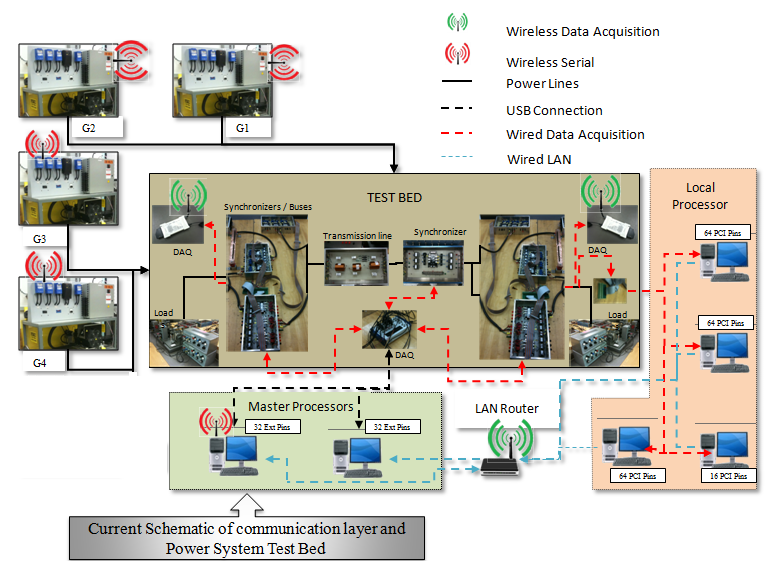 Wireless Data Acquisition
Wireless Serial
Power Lines
USB Connection
Wired Data Acquisition
Wired LAN
G2
G1
G3
G4
TEST BED
Synchronizers / Buses
Transmission line
Synchronizer
DAQ
DAQ
Load
Load
DAQ
Local
Processor
64 PCI Pins
64 PCI Pins
64 PCI Pins
16 PCI Pins
Master Processors
32 Ext Pins
32 Ext Pins
LAN Router
Current Schematic of communication layer and
Power System Test Bed